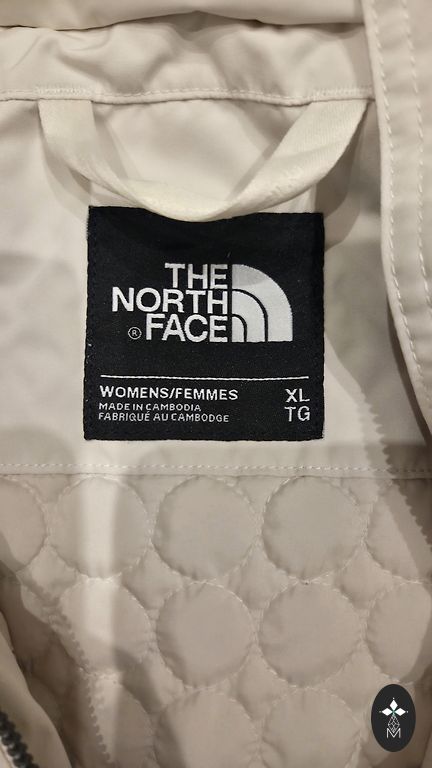 THE
NORTH
® FACE
WOMENS/FEMMES XL
MADE IN CAMBODIA TG
FABRIQUÉ AU CAMBODGE
M